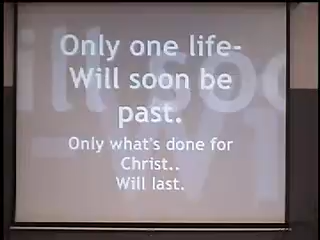 Only one life-
Will soon be
past.
Only what's done for
Christ..
Will last.